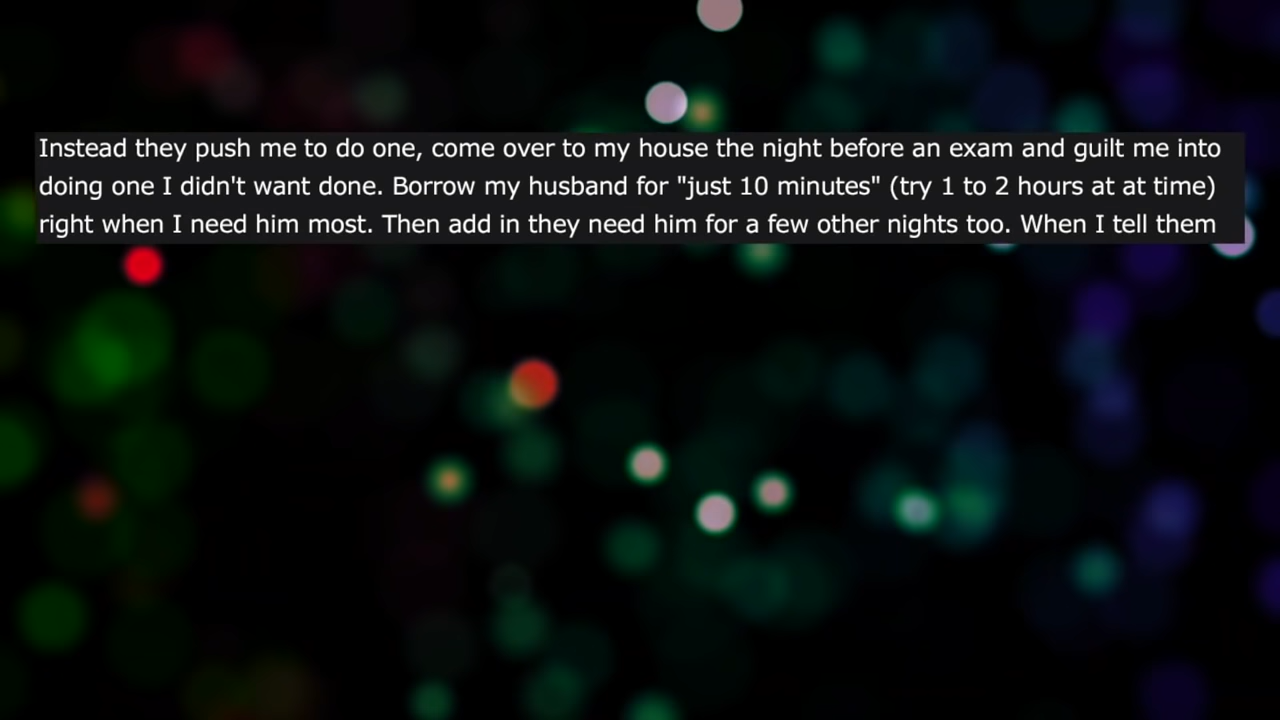 Instead they push me to do one, come over to my house the night before an exam and guilt me into
doing one I didn't want done. Borrow my husband for "just 10 minutes" (try 1 to 2 hours at at time)
right when I need him most. Then add in they need him for a few other nights too. When I tell them